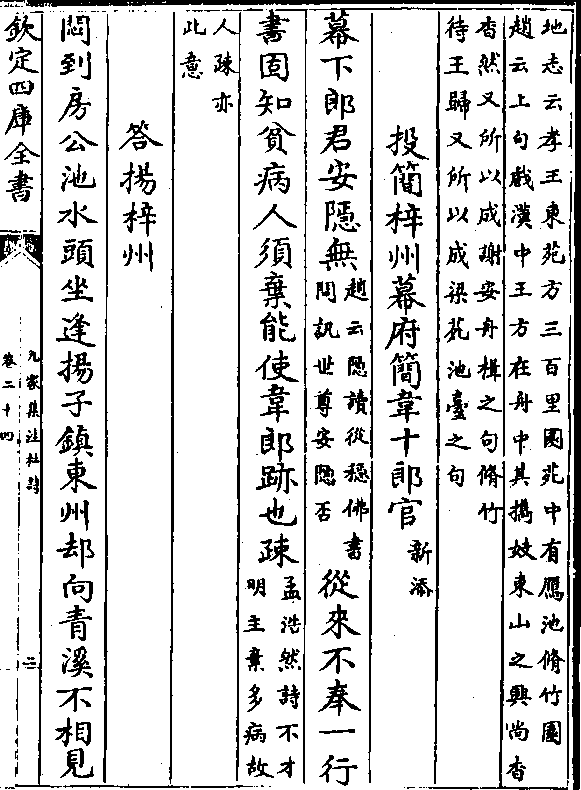 地志云孝王東苑方三百里國苑中有鴈池脩竹園
趙云上句戲漢中王方在舟中其攜妓東山之興尚杳
杳然又所以成謝安舟楫之句脩竹
待王歸又所以成梁苑池臺之句
投簡梓州幕府簡韋十郎官 新添
幕下郎君安隱無 趙云隱讀從穩佛書
問訊世尊安隱否 從來不奉一行
書固知貧病人須棄能使韋郎跡也疎 孟浩然詩不才
明主棄多病故
人疎亦
此意
答揚梓州
悶到房公池水頭坐逢揚子鎮東州却向青溪不相見
欽定四庫全書
九家集注杜詩
卷二十四
三